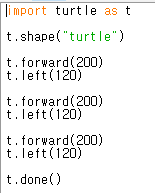 import turtle as t
t.shape("turtle")
t.forward(200)
t.left(120)
t.forward(200)
t.left(120)
t.forward(200)
t.left(120)
t.done()